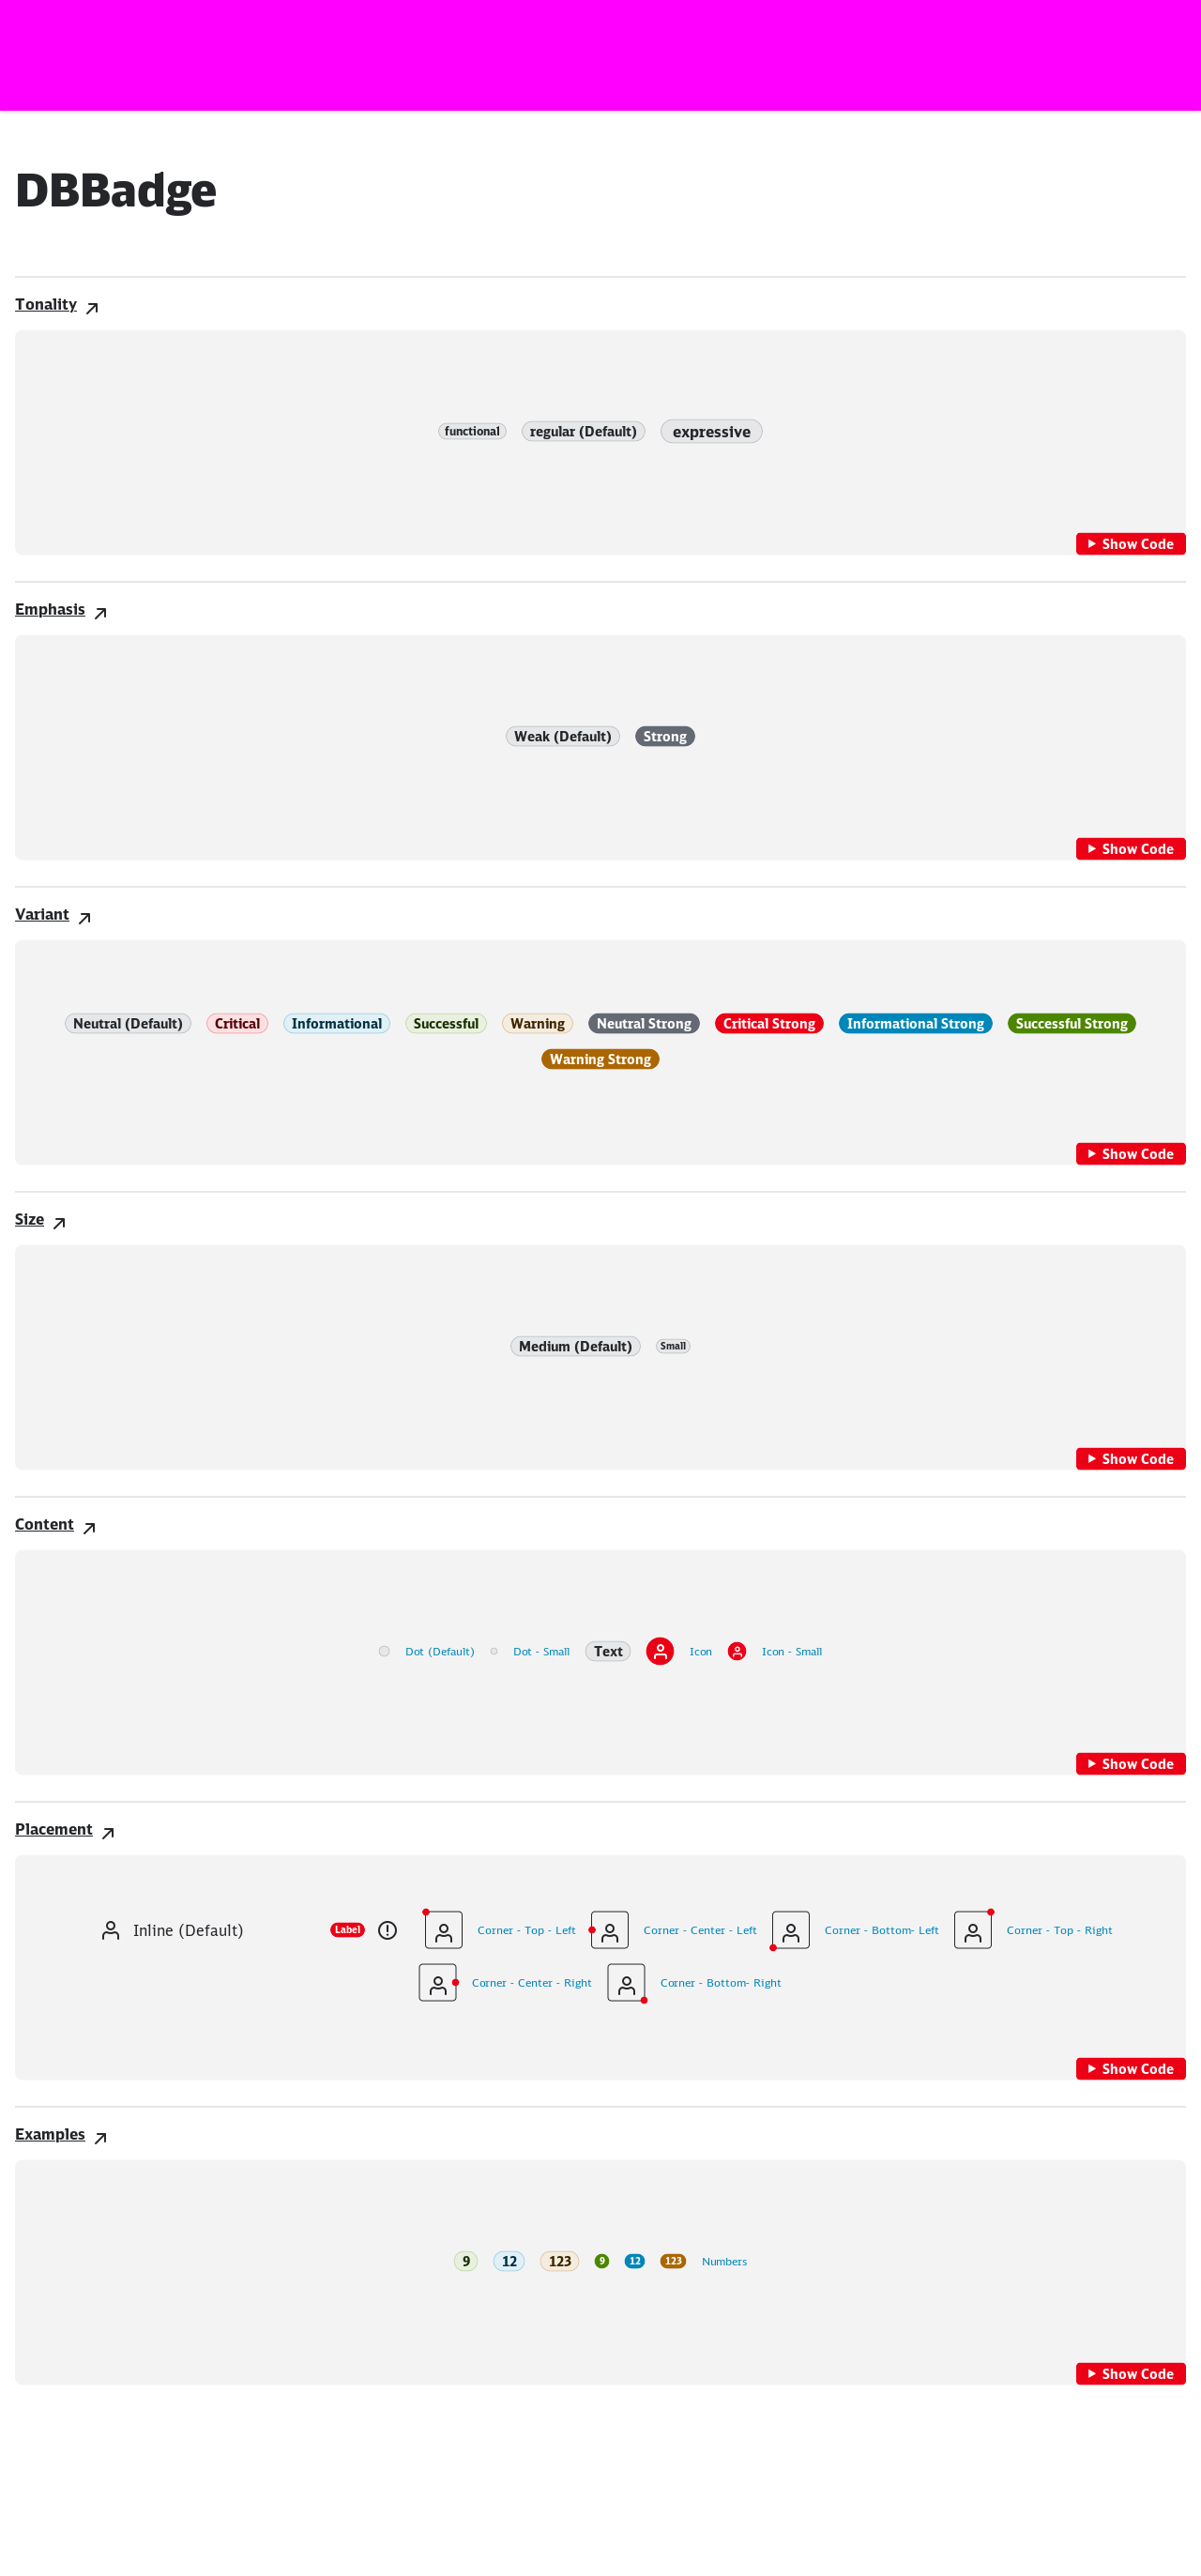 DBBadge
Tonality
functional regular (Default) expressive
Show Code
Emphasis
Weak (Default) Strong
Show Code
Variant
Neutral (Default) Critical Informational Successful Warning Neutral Strong Critical Strong Informational Strong Successful Strong
Warning Strong
Show Code
Size
Medium (Default) Small
Show Code
Content
Dot (Default) Dot - Small Text Icon Icon - Small
Show Code
Placement
Inline (Default) Label Corner - Top - Left Corner - Center - Left Corner - Bottom- Left Corner - Top - Right
Corner - Center - Right Corner - Bottom- Right
Show Code
Examples
9 12 123 9 12 123 Numbers
Show Code